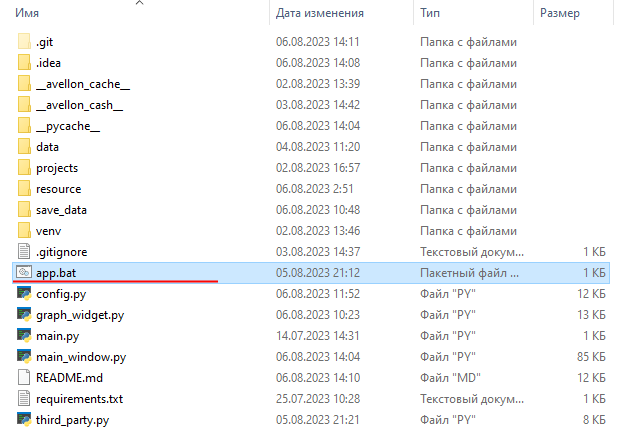 Имя Дата изменения Тип Размер
.git 06.08.2023 14:11 Папка с файлами
.idea 06.08.2023 14:08 Папка с файлами
__avellon_cache__ 02.08.2023 13:39 Папка с файлами
__avellon_cash__ 03.08.2023 14:42 Папка с файлами
__pycache__ 06.08.2023 14:04 Папка с файлами
data 04.08.2023 11:20 Папка с файлами
projects 02.08.2023 16:57 Папка с файлами
resource 06.08.2023 2:51 Папка с файлами
save_data 06.08.2023 10:48 Папка с файлами
venv 02.08.2023 13:46 Папка с файлами
.gitignore 03.08.2023 14:37 Текстовый докум... 1 КБ
app.bat 05.08.2023 21:12 Пакетный файл ... 1 КБ
config.py 06.08.2023 11:52 Файл "PY" 12 КБ
graph_widget.py 06.08.2023 10:23 Файл "PY" 13 КБ
main.py 14.07.2023 14:31 Файл "PY" 1 КБ
main_window.py 06.08.2023 14:04 Файл "PY" 85 КБ
README.md 06.08.2023 14:10 Файл "MD" 12 КБ
requirements.txt 25.07.2023 10:28 Текстовый докум... 1 КБ
third_party.py 05.08.2023 21:21 Файл "PY" 8 КБ